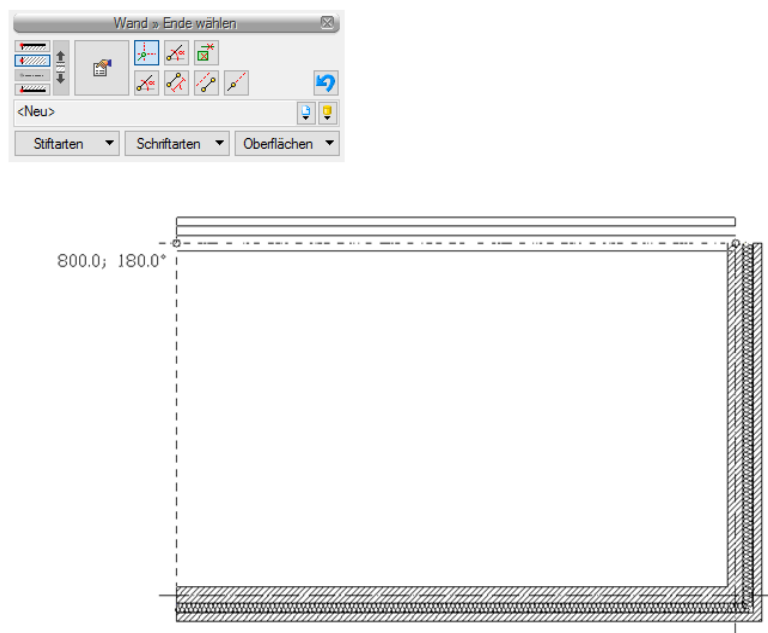 Wand » Ende wählen
<Neu>
Stiftarten
Schriftarten
Oberflächen
800.0; 180.0°